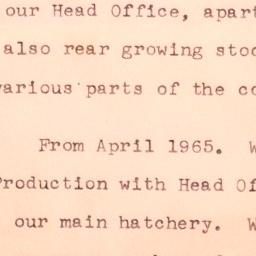 our Head Office, apart
also rear growing stoc
various parts of the co
From April 1965. W
Production with Head Of
our main hatchery. W